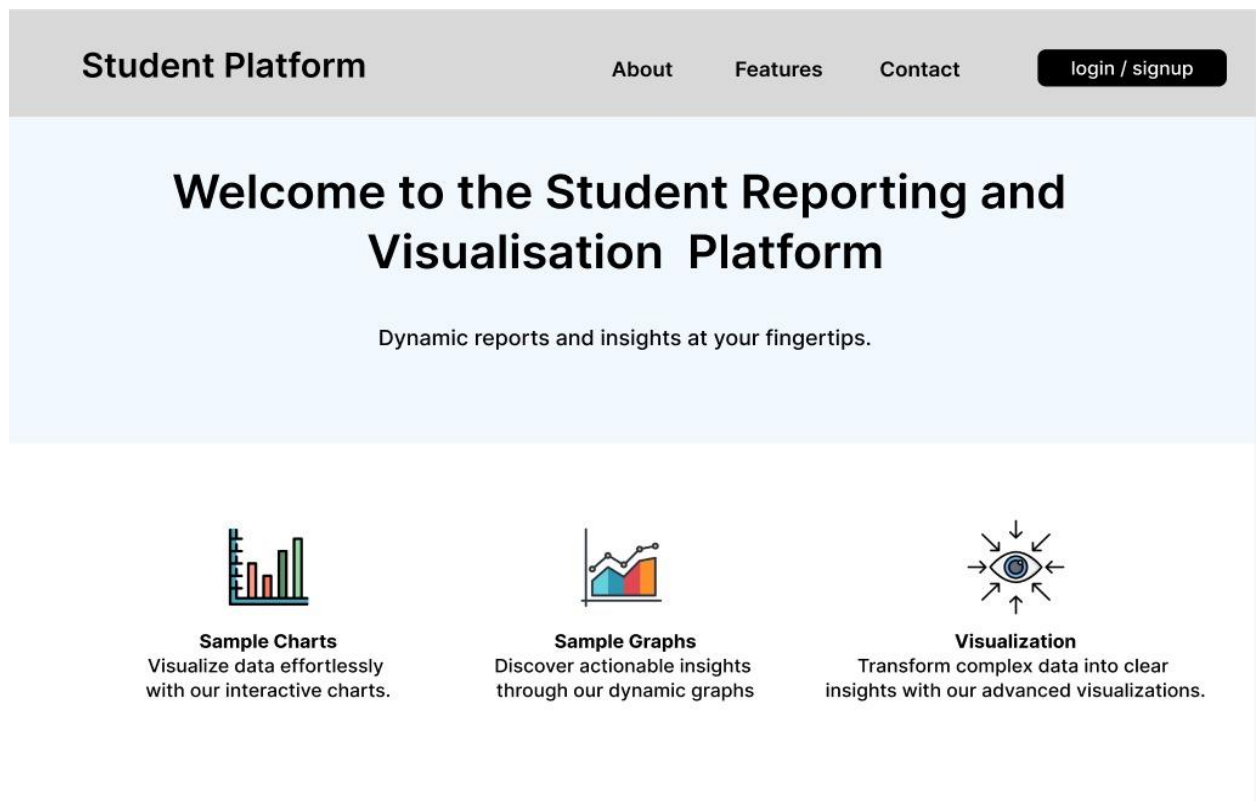 Student Platform
About
Features
Contact
login / signup
Welcome to the Student Reporting and
Visualisation Platform
Dynamic reports and insights at your fingertips.
Sample Charts
Visualize data effortlessly
with our interactive charts.
Sample Graphs
Discover actionable insights
through our dynamic graphs
Visualization
Transform complex data into clear
insights with our advanced visualizations.